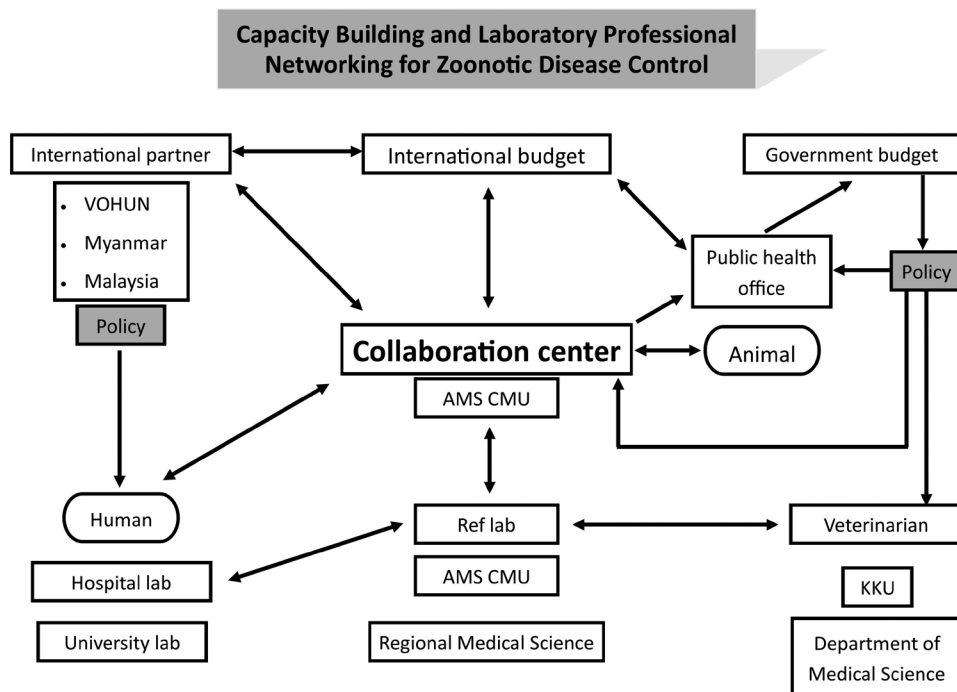 Capacity Building and Laboratory Professional
Networking for Zoonotic Disease Control
International partner
International budget
Government budget
• VOHUN
• Myanmar
• Malaysia
Policy
Public health
office
Policy
Collaboration center
Animal
AMS CMU
Human
Ref lab
Veterinarian
Hospital lab
AMS CMU
KKU
University lab
Regional Medical Science
Department of
Medical Science